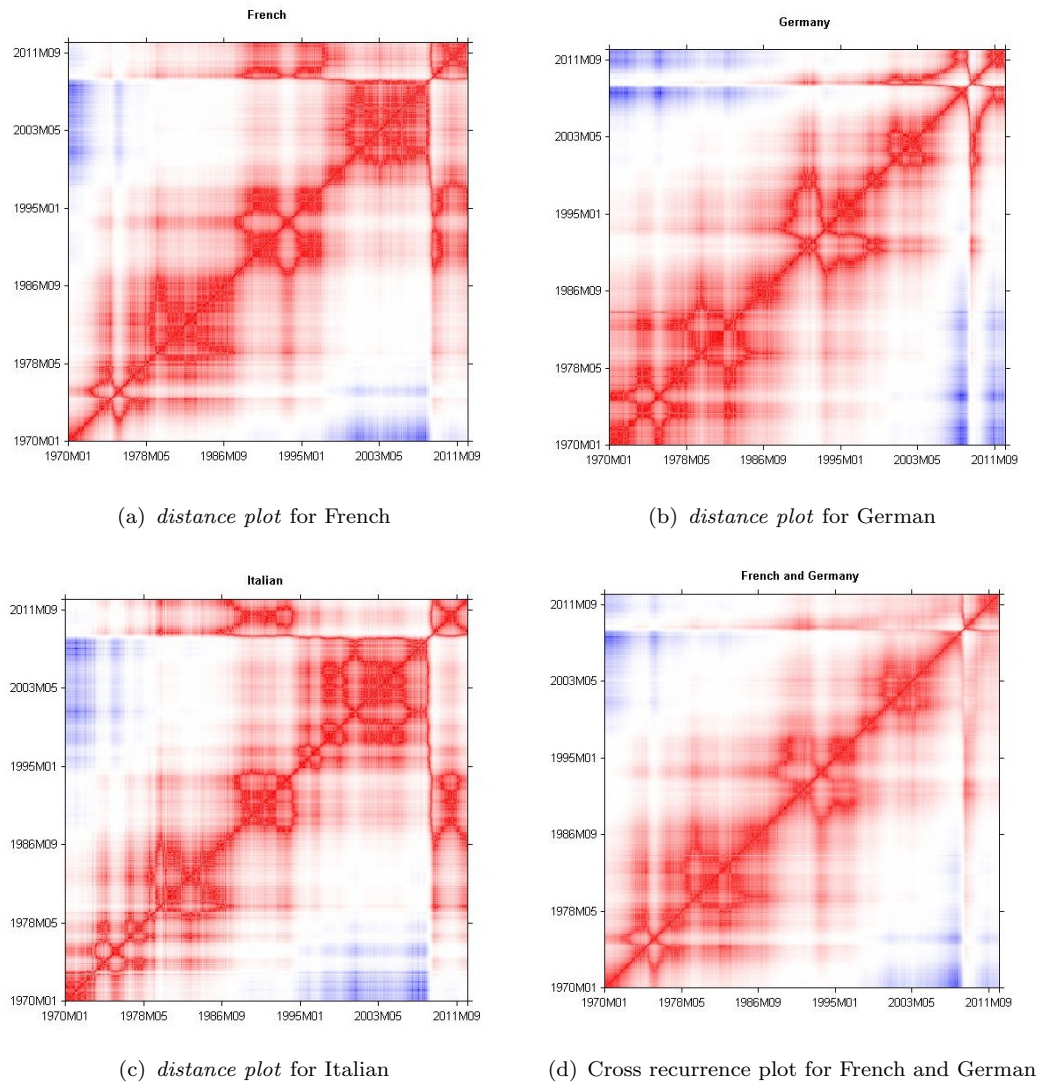 French
2011M09
2003M05
1995M01
1986M09
1978M05
1970M01
1970M01 1978M05 1986M09 1995M01 2003M05 2011M09
(a) distance plot for French
Germany
2011M09
2003M05
1995M01
1986M09
1978M05
1970M01
1970M01 1978M05 1986M09 1995M01 2003M05 2011M09
(b) distance plot for German
Italian
2011M09
2003M05
1995M01
1986M09
1978M05
1970M01
1970M01 1978M05 1986M09 1995M01 2003M05 2011M09
(c) distance plot for Italian
French and Germany
2011M09
2003M05
1995M01
1986M09
1978M05
1970M01
1970M01 1978M05 1986M09 1995M01 2003M05 2011M09
(d) Cross recurrence plot for French and German